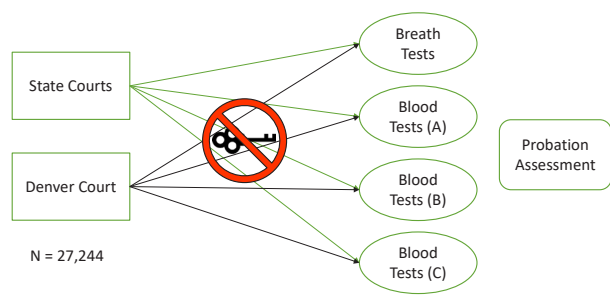 State Courts
Denver Court
N = 27,244
Breath
Tests
Blood
Tests (A)
Blood
Tests (B)
Blood
Tests (C)
Probation
Assessment